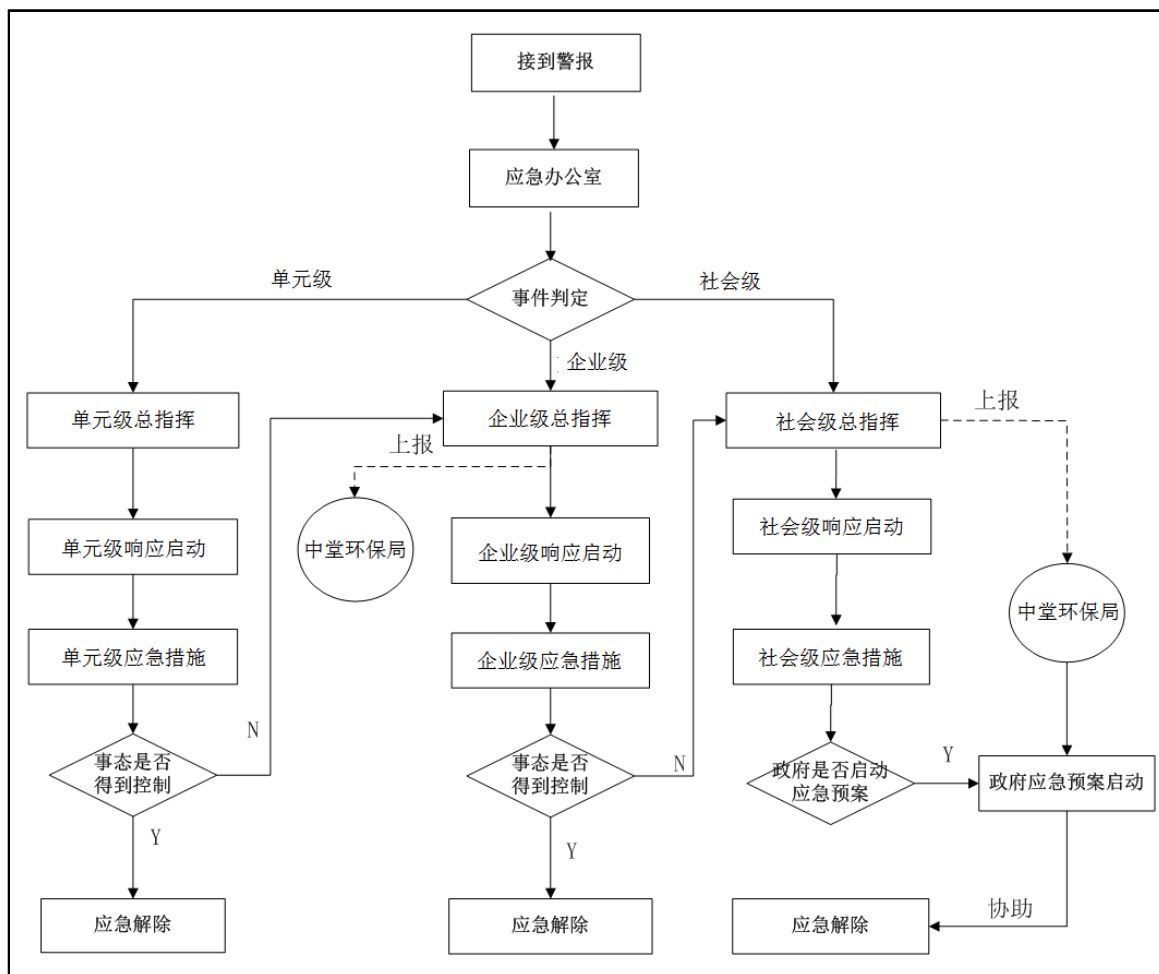 接到警报
应急办公室
单元级
社会级
事件判定
企业级
单元级总指挥
企业级总指挥
社会级总指挥
上报
上报
单元级响应启动
中堂环保局
企业级响应启动
社会级响应启动
中堂环保局
单元级应急措施
企业级应急措施
社会级应急措施
N
事态是否
得到控制
事态是否
得到控制
N
政府是否启动
应急预案
Y
政府应急预案启动
Y
Y
应急解除
应急解除
应急解除
协助